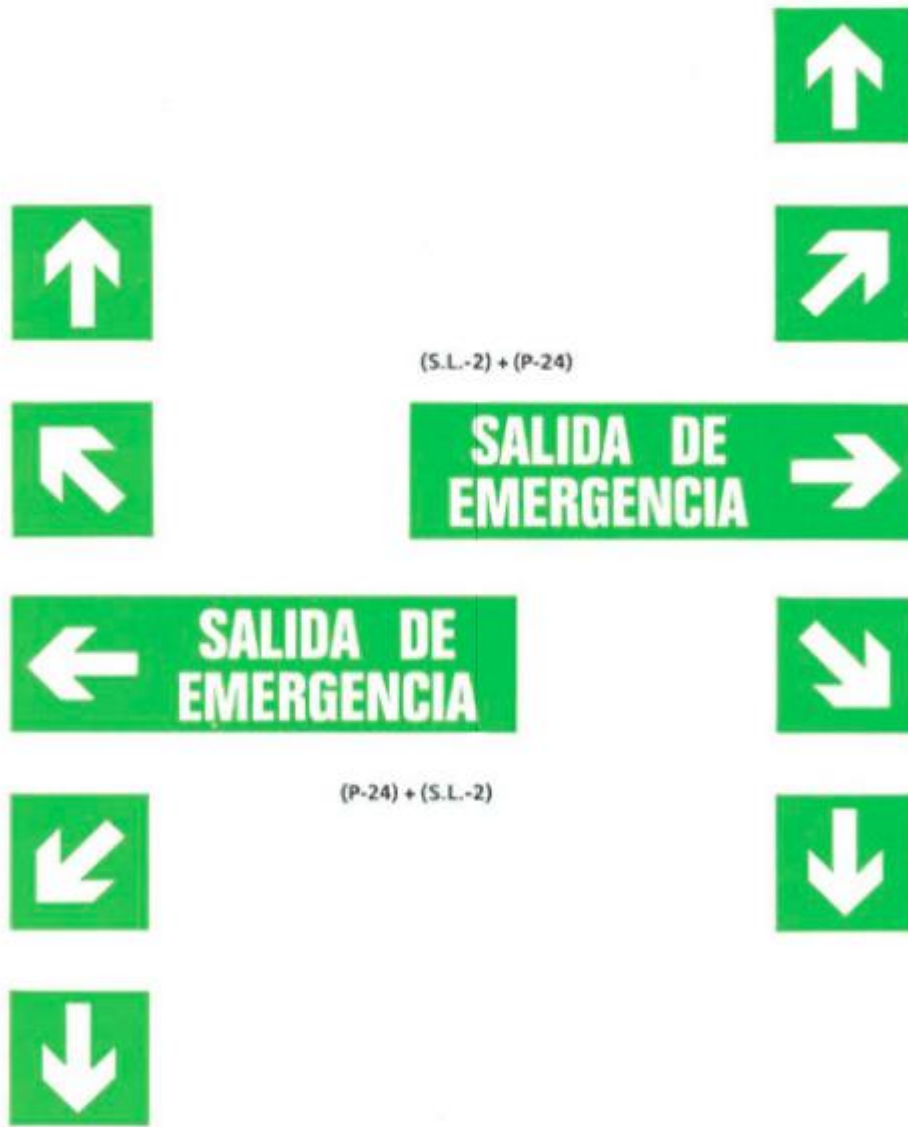 (S.L.-2) + (P-24)
SALIDA DE
EMERGENCIA
SALIDA DE
EMERGENCIA
(P-24) + (S.L.-2)